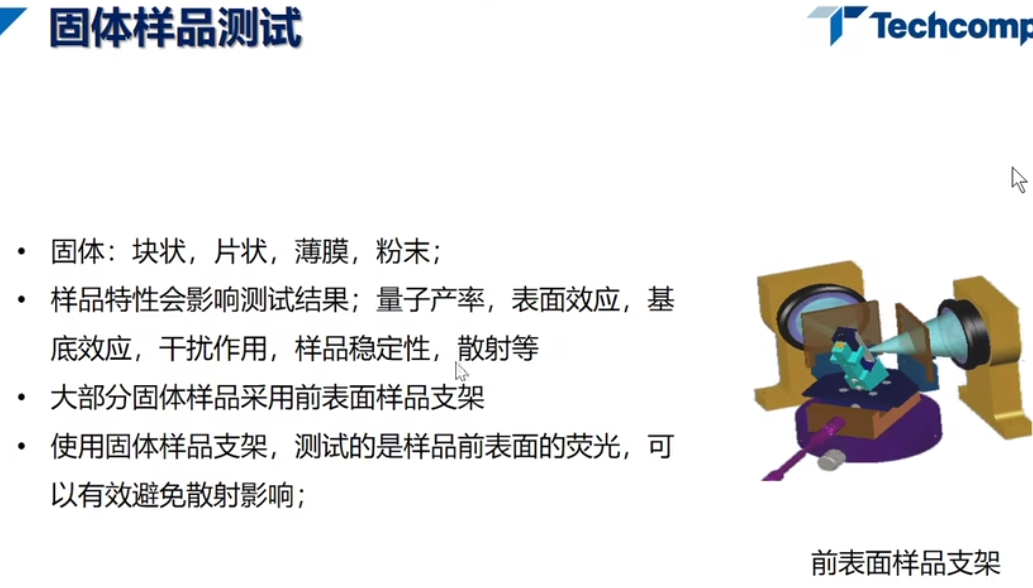 固体样品测试
Techcomp
• 固体：块状，片状，薄膜，粉末；
• 样品特性会影响测试结果；量子产率，表面效应，基
底效应，干扰作用，样品稳定性，散射等
• 大部分固体样品采用前表面样品支架
• 使用固体样品支架，测试的是样品前表面的荧光，可
以有效避免散射影响；
前表面样品支架